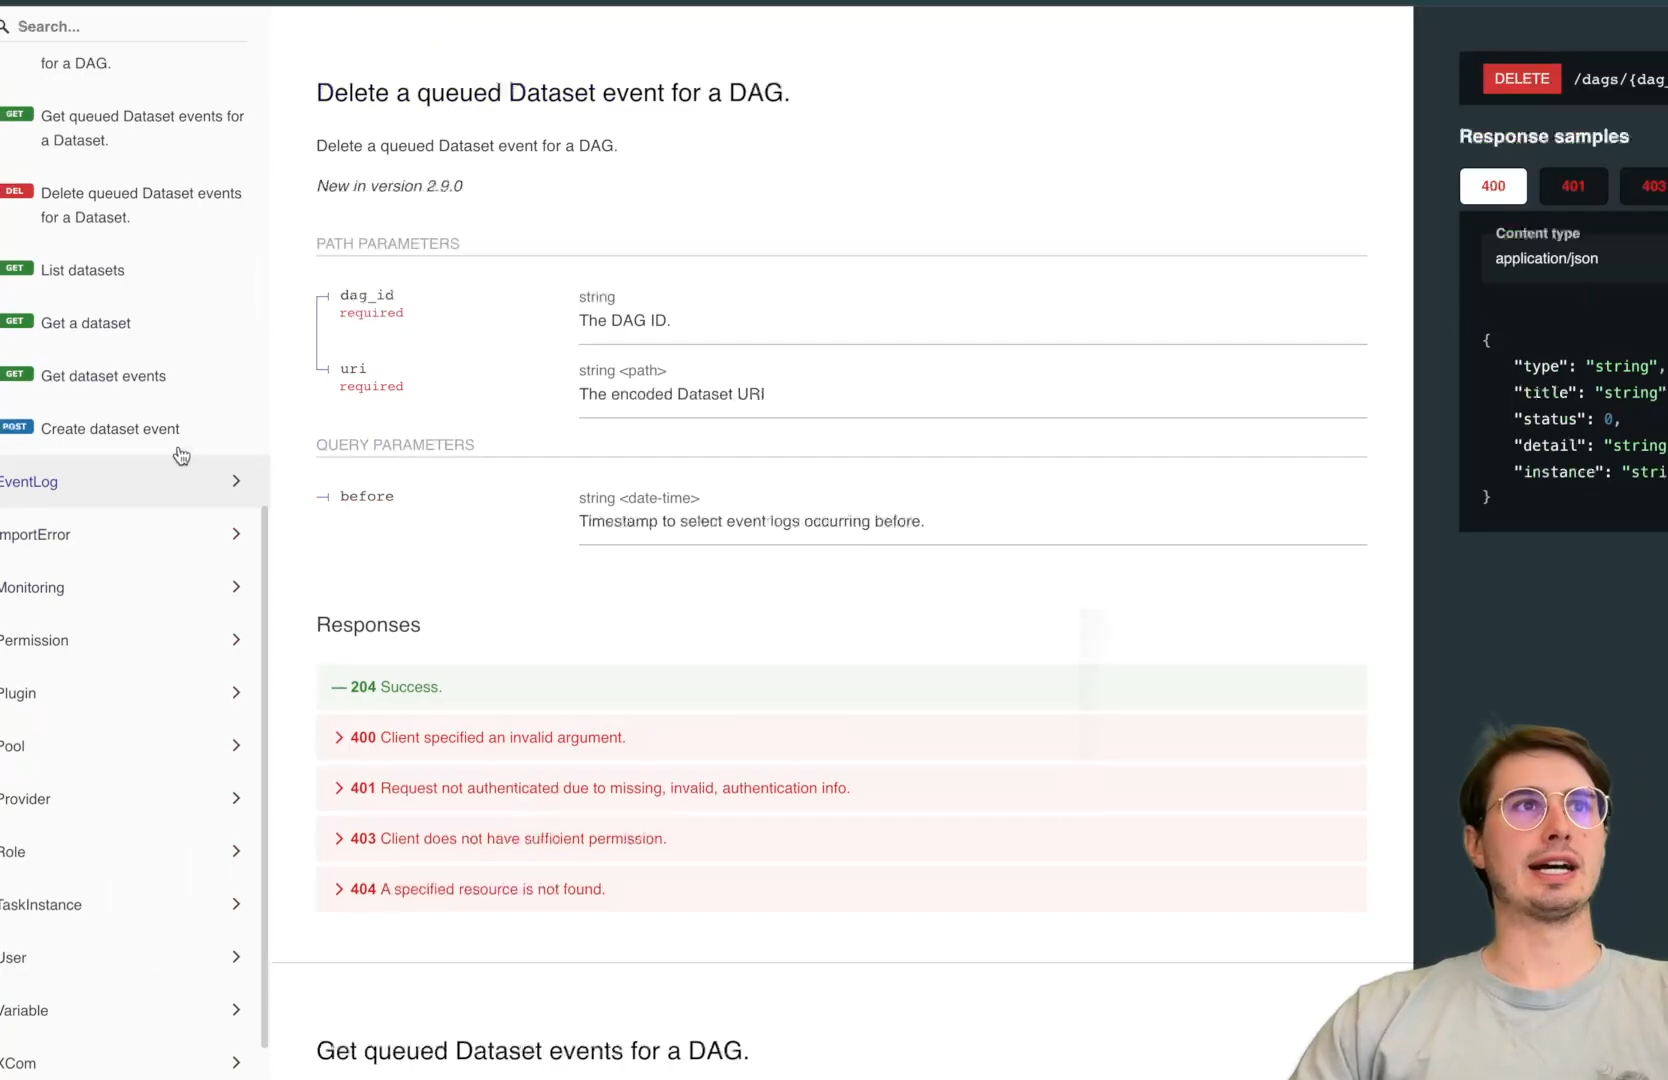 Search...
for a DAG.
GET Get queued Dataset events for
a Dataset.
DEL Delete queued Dataset events
for a Dataset.
GET List datasets
GET Get a dataset
GET Get dataset events
POST Create dataset event
EventLog
mportError
Monitoring
Permission
Plugin
Pool
Provider
Role
TaskInstance
User
Variable
XCom
Delete a queued Dataset event for a DAG.
Delete a queued Dataset event for a DAG.
New in version 2.9.0
PATH PARAMETERS
dag_id
required
string
The DAG ID.
uri
required
string <path>
The encoded Dataset URI
QUERY PARAMETERS
before
string <date-time>
Timestamp to select event logs occurring before.
Responses
— 204 Success.
400 Client specified an invalid argument.
401 Request not authenticated due to missing, invalid, authentication info.
403 Client does not have sufficient permission.
404 A specified resource is not found.
Get queued Dataset events for a DAG.
DELETE /dags/{dag_
Response samples
400 401 403
Content type
application/json
{
"type": "string",
"title": "string"
"status": 0,
"detail": "string
"instance": "stri
}